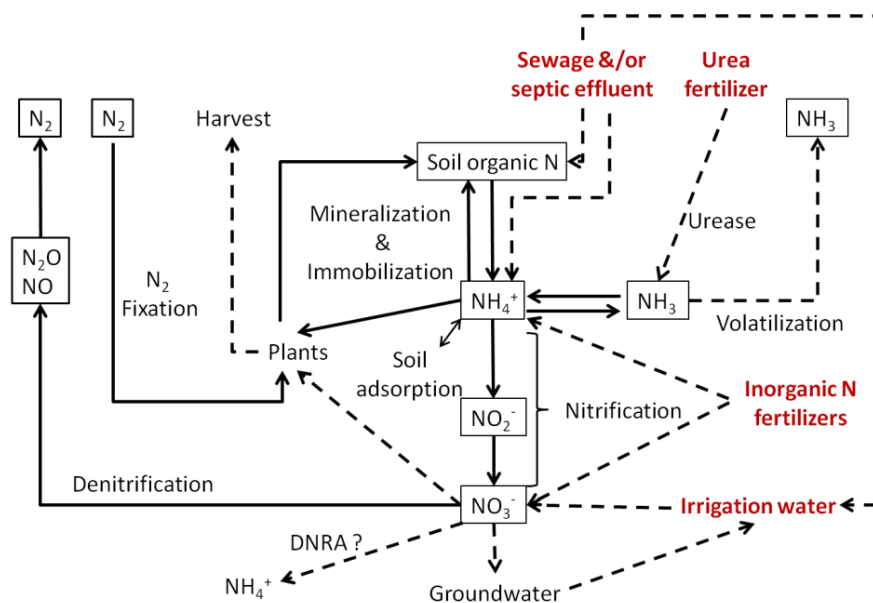 Sewage &/or
septic effluent
Urea
fertilizer
N₂
N₂
Harvest
NH₃
Soil organic N
Mineralization
&
Immobilization
Urease
N₂O
NO
N₂
Fixation
NH₄⁺
NH₃
Volatilization
Plants
Soil
adsorption
Inorganic N
fertilizers
NO₂⁻
Nitrification
Denitrification
NO₃⁻
Irrigation water
DNRA ?
NH₄⁺
Groundwater